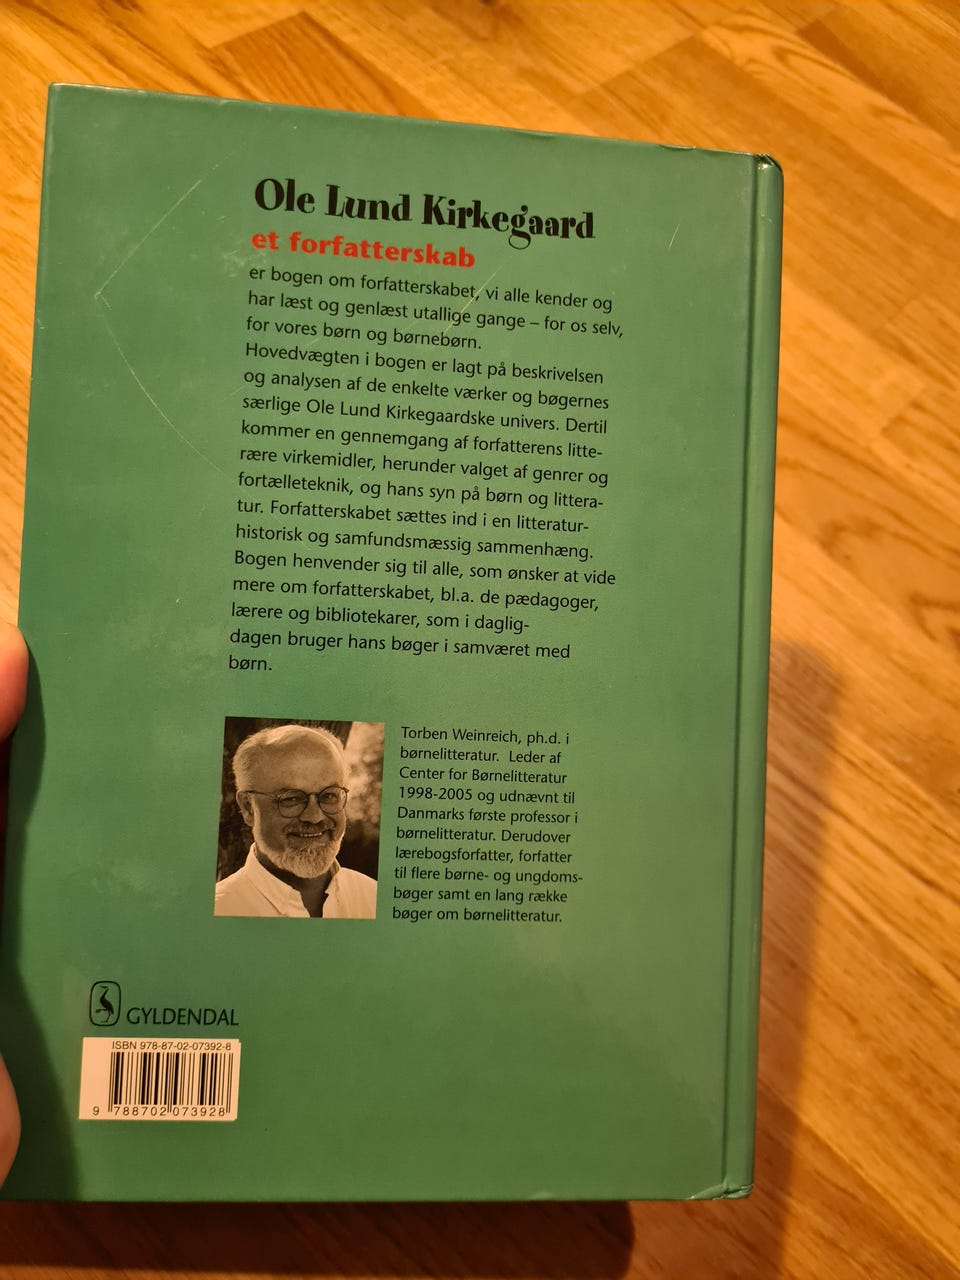 Ole Lund Kirkegaard
et forfatterskab
er bogen om forfatterskabet, vi alle kender og
har læst og genlæst utallige gange – for os selv,
for vores børn og børnebørn.
Hovedvægten i bogen er lagt på beskrivelsen
og analysen af de enkelte værker og bøgernes
særlige Ole Lund Kirkegaardske univers. Dertil
kommer en gennemgang af forfatterens litte-
rære virkemidler, herunder valget af genrer og
fortælleteknik, og hans syn på børn og littera-
tur. Forfatterskabet sættes ind i en litteratur-
historisk og samfundsmæssig sammenhæng.
Bogen henvender sig til alle, som ønsker at vide
mere om forfatterskabet, bl.a. de pædagoger,
lærere og bibliotekarer, som i daglig-
dagen bruger hans bøger i samværet med
børn.
Torben Weinreich, ph.d. i
børnelitteratur. Leder af
Center for Børnelitteratur
1998-2005 og udnævnt til
Danmarks første professor i
børnelitteratur. Derudover
lærebogsforfatter, forfatter
til flere børne- og ungdoms-
bøger samt en lang række
bøger om børnelitteratur.
GYLDENDAL
ISBN 978-87-02-07392-8
9 788702 073928